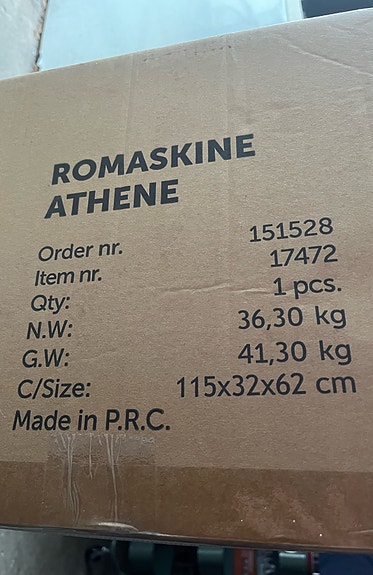 ROMASKINE
ATHENE
Order nr. 151528
Item nr. 17472
Qty: 1 pcs.
N.W: 36,30 kg
G.W: 41,30 kg
C/Size: 115x32x62 cm
Made in P.R.C.